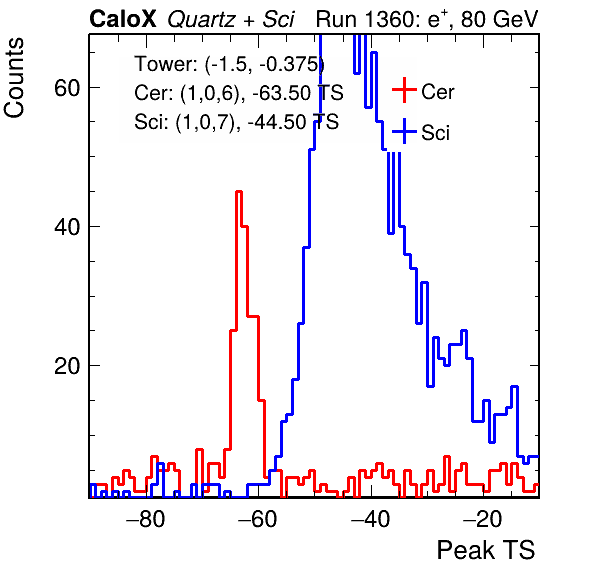 CaloX Quartz + Sci Run 1360: e⁺, 80 GeV
Counts
Tower: (-1.5, -0.375)
Cer: (1,0,6), -63.50 TS
Sci: (1,0,7), -44.50 TS
Cer
Sci
60
40
20
−80 −60 −40 −20
Peak TS